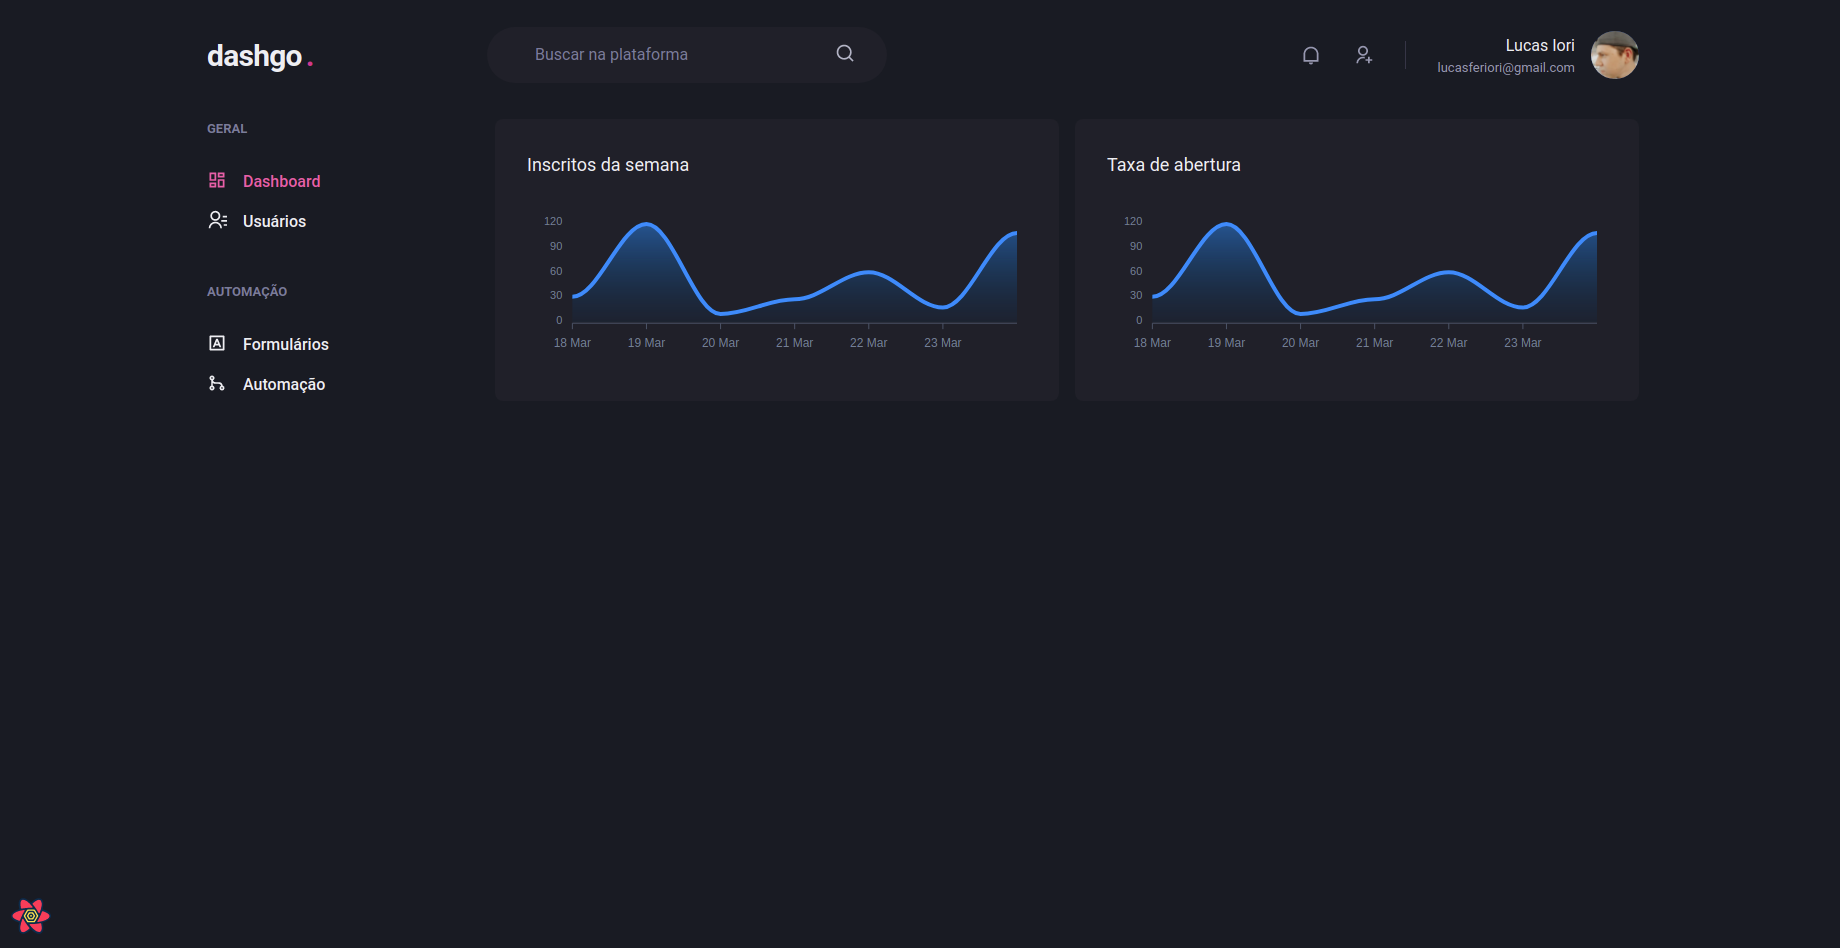 dashgo.
Buscar na plataforma
Lucas Iori
lucasferiori@gmail.com
GERAL
Dashboard
Usuários
AUTOMAÇÃO
Formulários
Automação
Inscritos da semana
120
90
60
30
0
18 Mar 19 Mar 20 Mar 21 Mar 22 Mar 23 Mar
Taxa de abertura
120
90
60
30
0
18 Mar 19 Mar 20 Mar 21 Mar 22 Mar 23 Mar